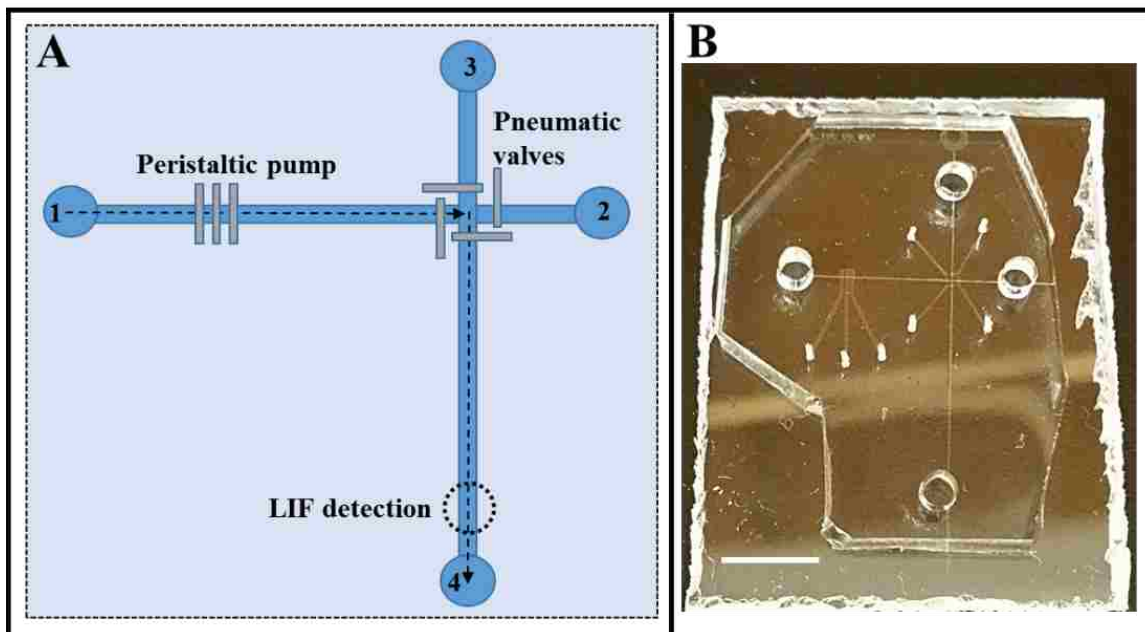 A
B
3
Pneumatic
valves
Peristaltic pump
1
2
LIF detection
4